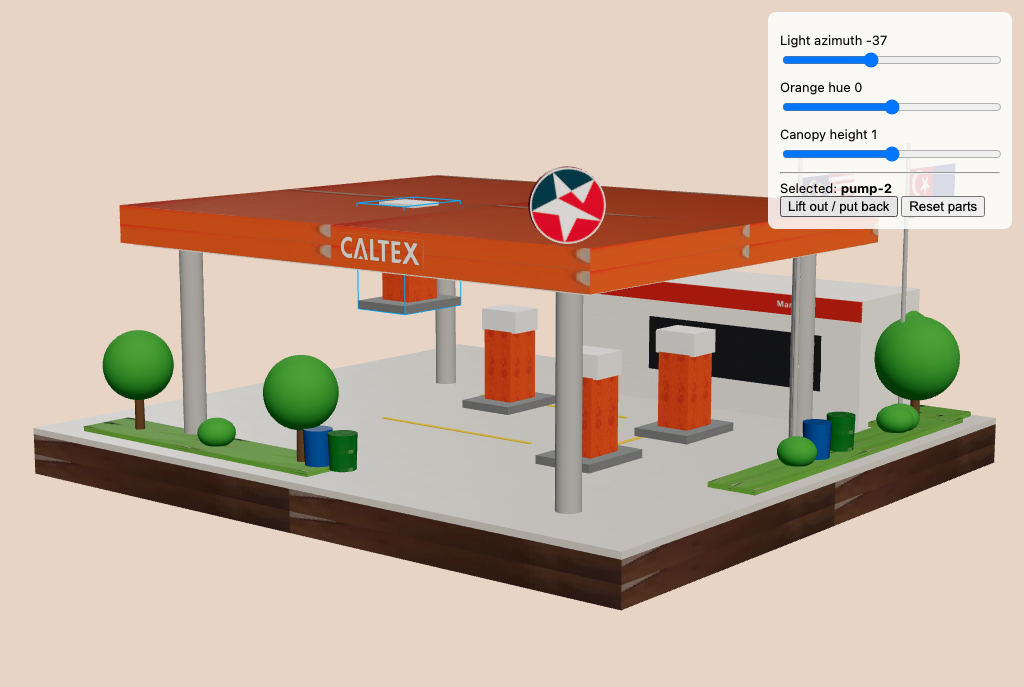 Light azimuth -37
Orange hue 0
Canopy height 1
Selected: pump-2
Lift out / put back Reset parts
CALTEX